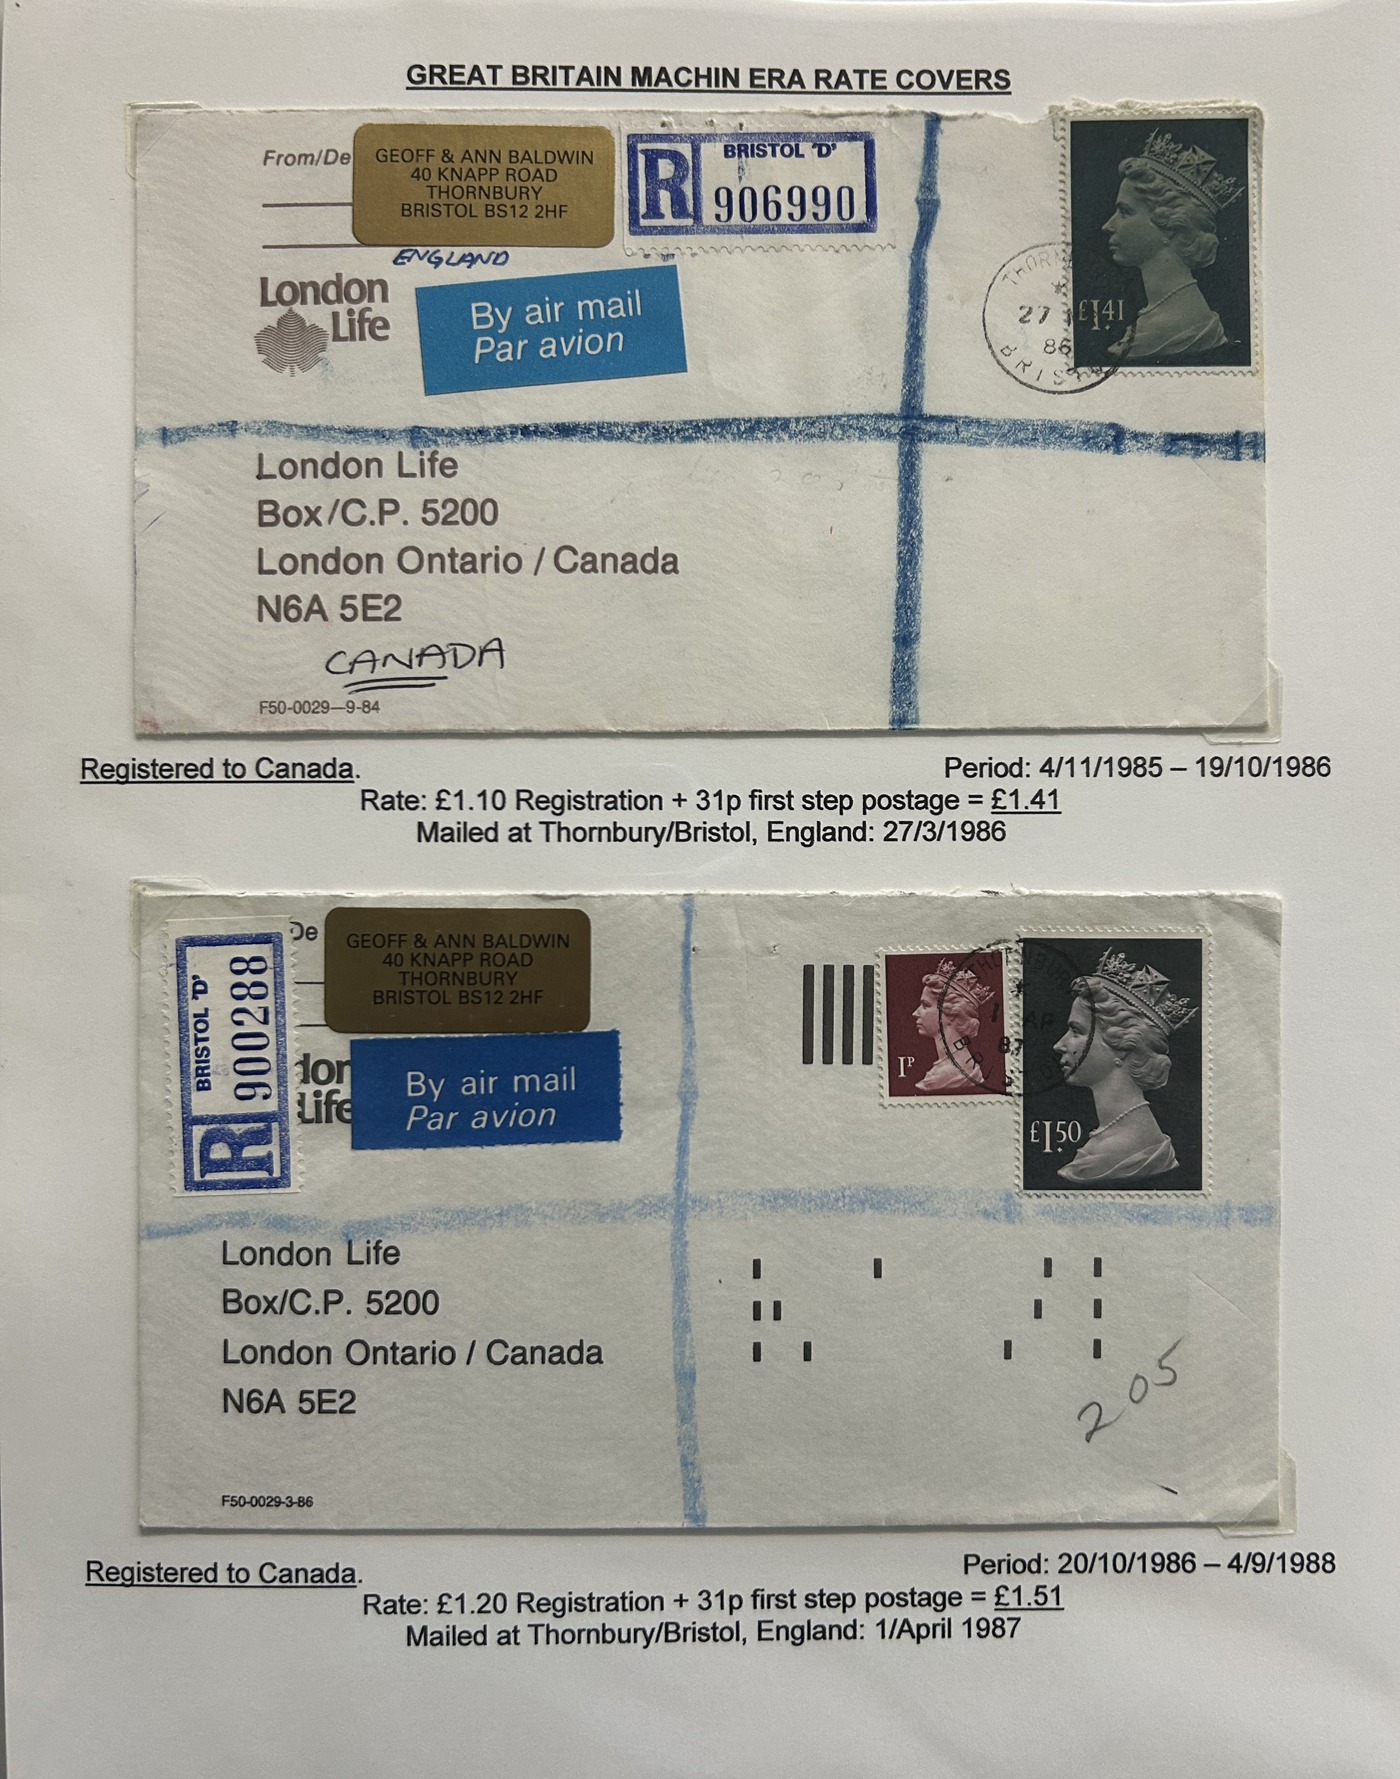 GREAT BRITAIN MACHIN ERA RATE COVERS
From/De
GEOFF & ANN BALDWIN
40 KNAPP ROAD
THORNBURY
BRISTOL BS12 2HF
ENGLAND
R
BRISTOL 'D'
906990
London
Life
By air mail
Par avion
27
86
£1.41
London Life
Box/C.P. 5200
London Ontario / Canada
N6A 5E2
CANADA
F50-0029—9-84
Registered to Canada.
Period: 4/11/1985 – 19/10/1986
Rate: £1.10 Registration + 31p first step postage = £1.41
Mailed at Thornbury/Bristol, England: 27/3/1986
R
BRISTOL 'D'
900288
De
GEOFF & ANN BALDWIN
40 KNAPP ROAD
THORNBURY
BRISTOL BS12 2HF
don
Life
By air mail
Par avion
1P
THORNBURY
1 AP
87
BRISTOL
£1.50
London Life
Box/C.P. 5200
London Ontario / Canada
N6A 5E2
205
F50-0029-3-86
Registered to Canada.
Period: 20/10/1986 – 4/9/1988
Rate: £1.20 Registration + 31p first step postage = £1.51
Mailed at Thornbury/Bristol, England: 1/April 1987